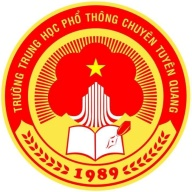 TRƯỜNG TRUNG HỌC PHỔ THÔNG CHUYÊN TUYÊN QUANG
1989